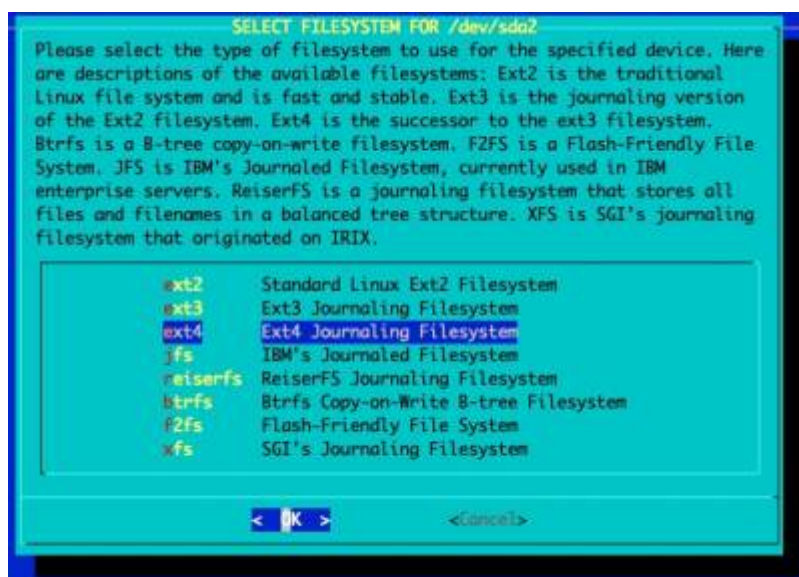 SELECT FILESYSTEM FOR /dev/sda2
Please select the type of filesystem to use for the specified device. Here
are descriptions of the available filesystems: Ext2 is the traditional
Linux file system and is fast and stable. Ext3 is the journaling version
of the Ext2 filesystem. Ext4 is the successor to the ext3 filesystem.
Btrfs is a B-tree copy-on-write filesystem. F2FS is a Flash-Friendly File
System. JFS is IBM's Journaled Filesystem, currently used in IBM
enterprise servers. ReiserFS is a journaling filesystem that stores all
files and filenames in a balanced tree structure. XFS is SGI's journaling
filesystem that originated on IRIX.
ext2 Standard Linux Ext2 Filesystem
ext3 Ext3 Journaling Filesystem
ext4 Ext4 Journaling Filesystem
jfs IBM's Journaled Filesystem
reiserfs ReiserFS Journaling Filesystem
btrfs Btrfs Copy-on-Write B-tree Filesystem
f2fs Flash-Friendly File System
xfs SGI's Journaling Filesystem
< OK > <Cancel>